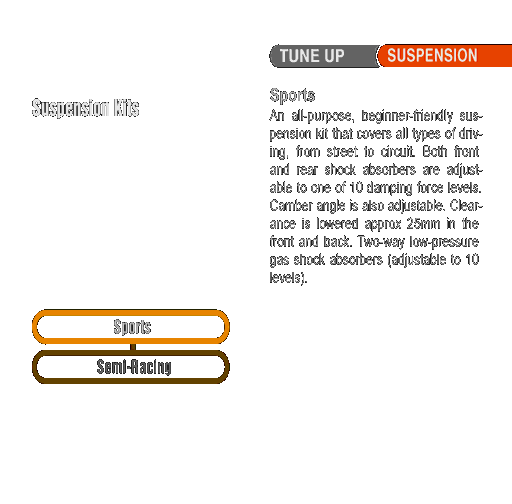 TUNE UP SUSPENSION
Suspension Kits
Sports
An all-purpose, beginner-friendly sus-
pension kit that covers all types of driv-
ing, from street to circuit. Both front
and rear shock absorbers are adjust-
able to one of 10 damping force levels.
Camber angle is also adjustable. Clear-
ance is lowered approx 25mm in the
front and back. Two-way low-pressure
gas shock absorbers (adjustable to 10
levels).
Sports
Semi-Racing